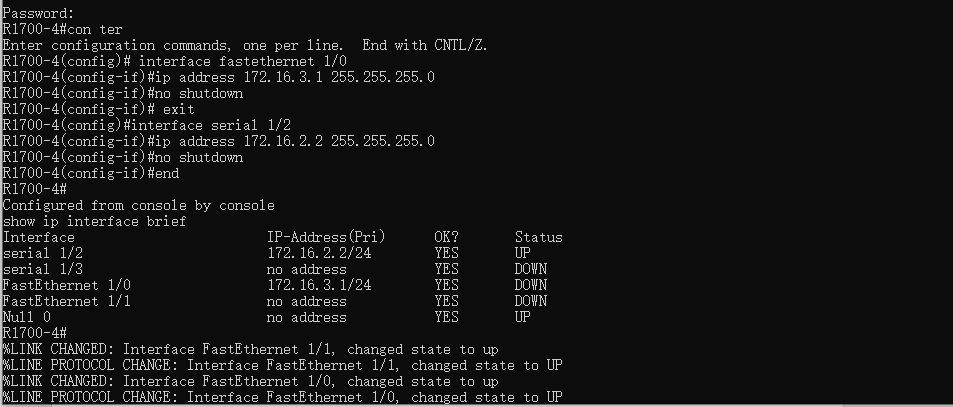 Password:
R1700-4#con ter
Enter configuration commands, one per line.  End with CNTL/Z.
R1700-4(config)# interface fastethernet 1/0
R1700-4(config-if)#ip address 172.16.3.1 255.255.255.0
R1700-4(config-if)#no shutdown
R1700-4(config-if)# exit
R1700-4(config)#interface serial 1/2
R1700-4(config-if)#ip address 172.16.2.2 255.255.255.0
R1700-4(config-if)#no shutdown
R1700-4(config-if)#end
R1700-4#
Configured from console by console
show ip interface brief
Interface                        IP-Address(Pri)      OK?       Status
serial 1/2                       172.16.2.2/24        YES       UP
serial 1/3                       no address           YES       DOWN
FastEthernet 1/0                 172.16.3.1/24        YES       DOWN
FastEthernet 1/1                 no address           YES       DOWN
Null 0                           no address           YES       UP
R1700-4#
%LINK CHANGED: Interface FastEthernet 1/1, changed state to up
%LINE PROTOCOL CHANGE: Interface FastEthernet 1/1, changed state to UP
%LINK CHANGED: Interface FastEthernet 1/0, changed state to up
%LINE PROTOCOL CHANGE: Interface FastEthernet 1/0, changed state to UP